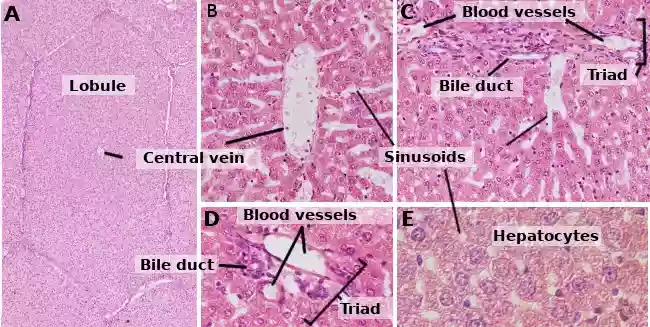 A
B
C
Blood vessels
Lobule
Bile duct
Triad
Central vein
Sinusoids
D
Blood vessels
E
Hepatocytes
Bile duct
Triad